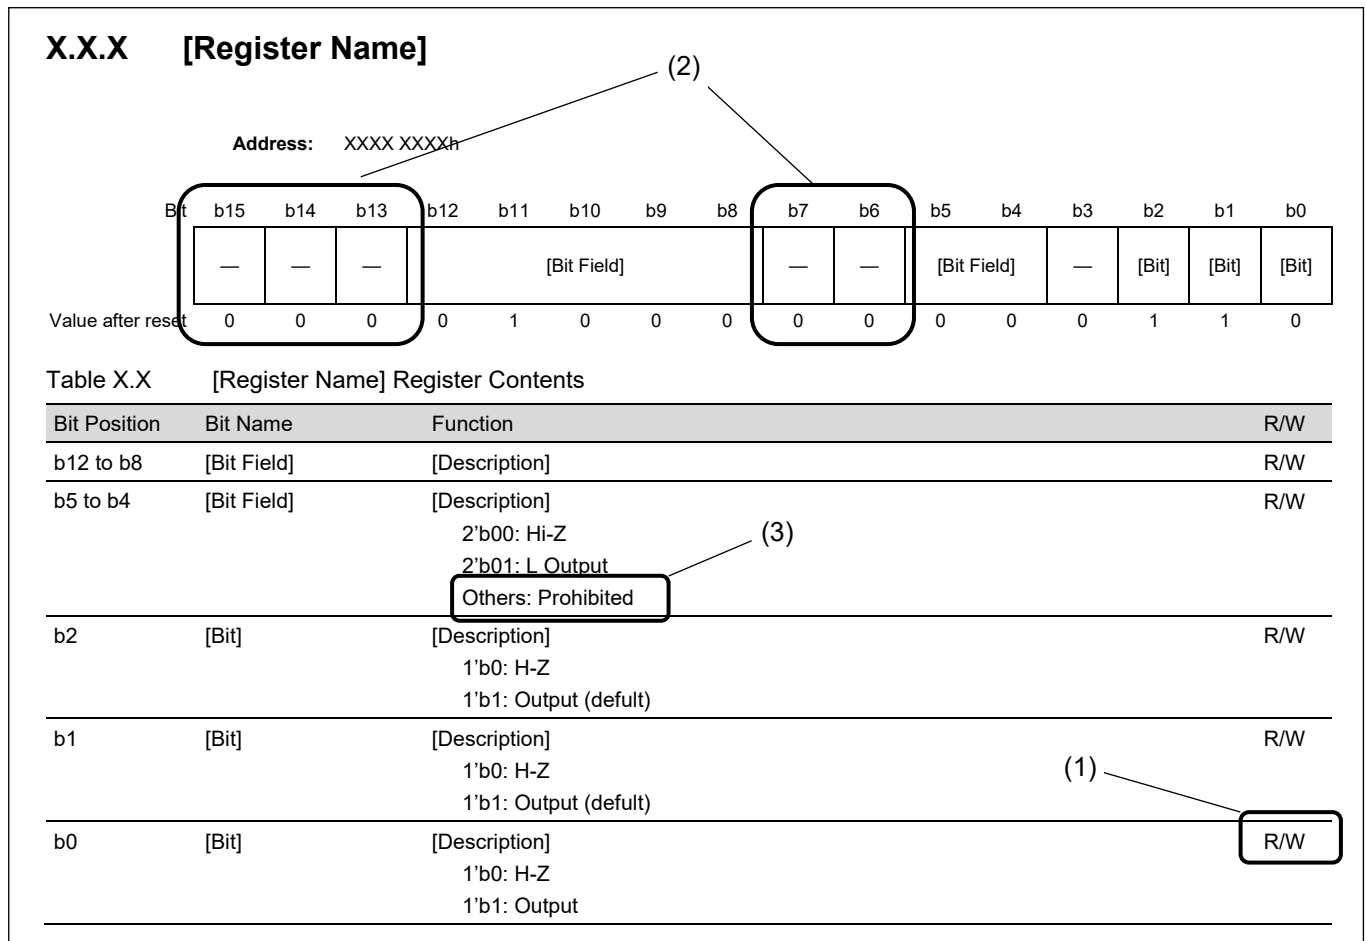 X.X.X [Register Name]
(2)
Address: XXXX XXXXh
Bit b15 b14 b13 b12 b11 b10 b9 b8 b7 b6 b5 b4 b3 b2 b1 b0
— — — [Bit Field] — — [Bit Field] — [Bit] [Bit] [Bit]
Value after reset 0 0 0 0 1 0 0 0 0 0 0 0 0 1 1 0
Table X.X [Register Name] Register Contents
Bit Position Bit Name Function R/W
b12 to b8 [Bit Field] [Description] R/W
b5 to b4 [Bit Field] [Description] R/W
2’b00: Hi-Z
(3)
2’b01: L Output
Others: Prohibited
b2 [Bit] [Description] R/W
1’b0: H-Z
1’b1: Output (defult)
b1 [Bit] [Description] R/W
1’b0: H-Z
(1)
1’b1: Output (defult)
b0 [Bit] [Description] R/W
1’b0: H-Z
1’b1: Output